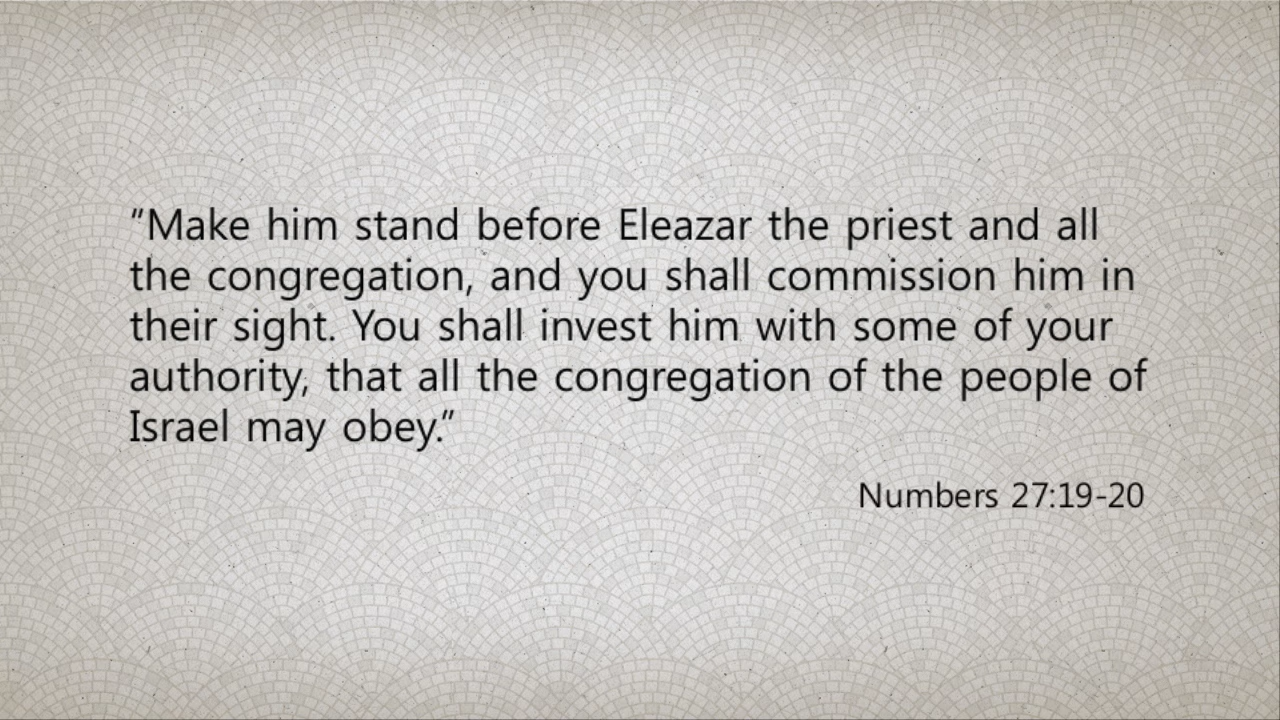 "Make him stand before Eleazar the priest and all
the congregation, and you shall commission him in
their sight. You shall invest him with some of your
authority, that all the congregation of the people of
Israel may obey."
Numbers 27:19-20